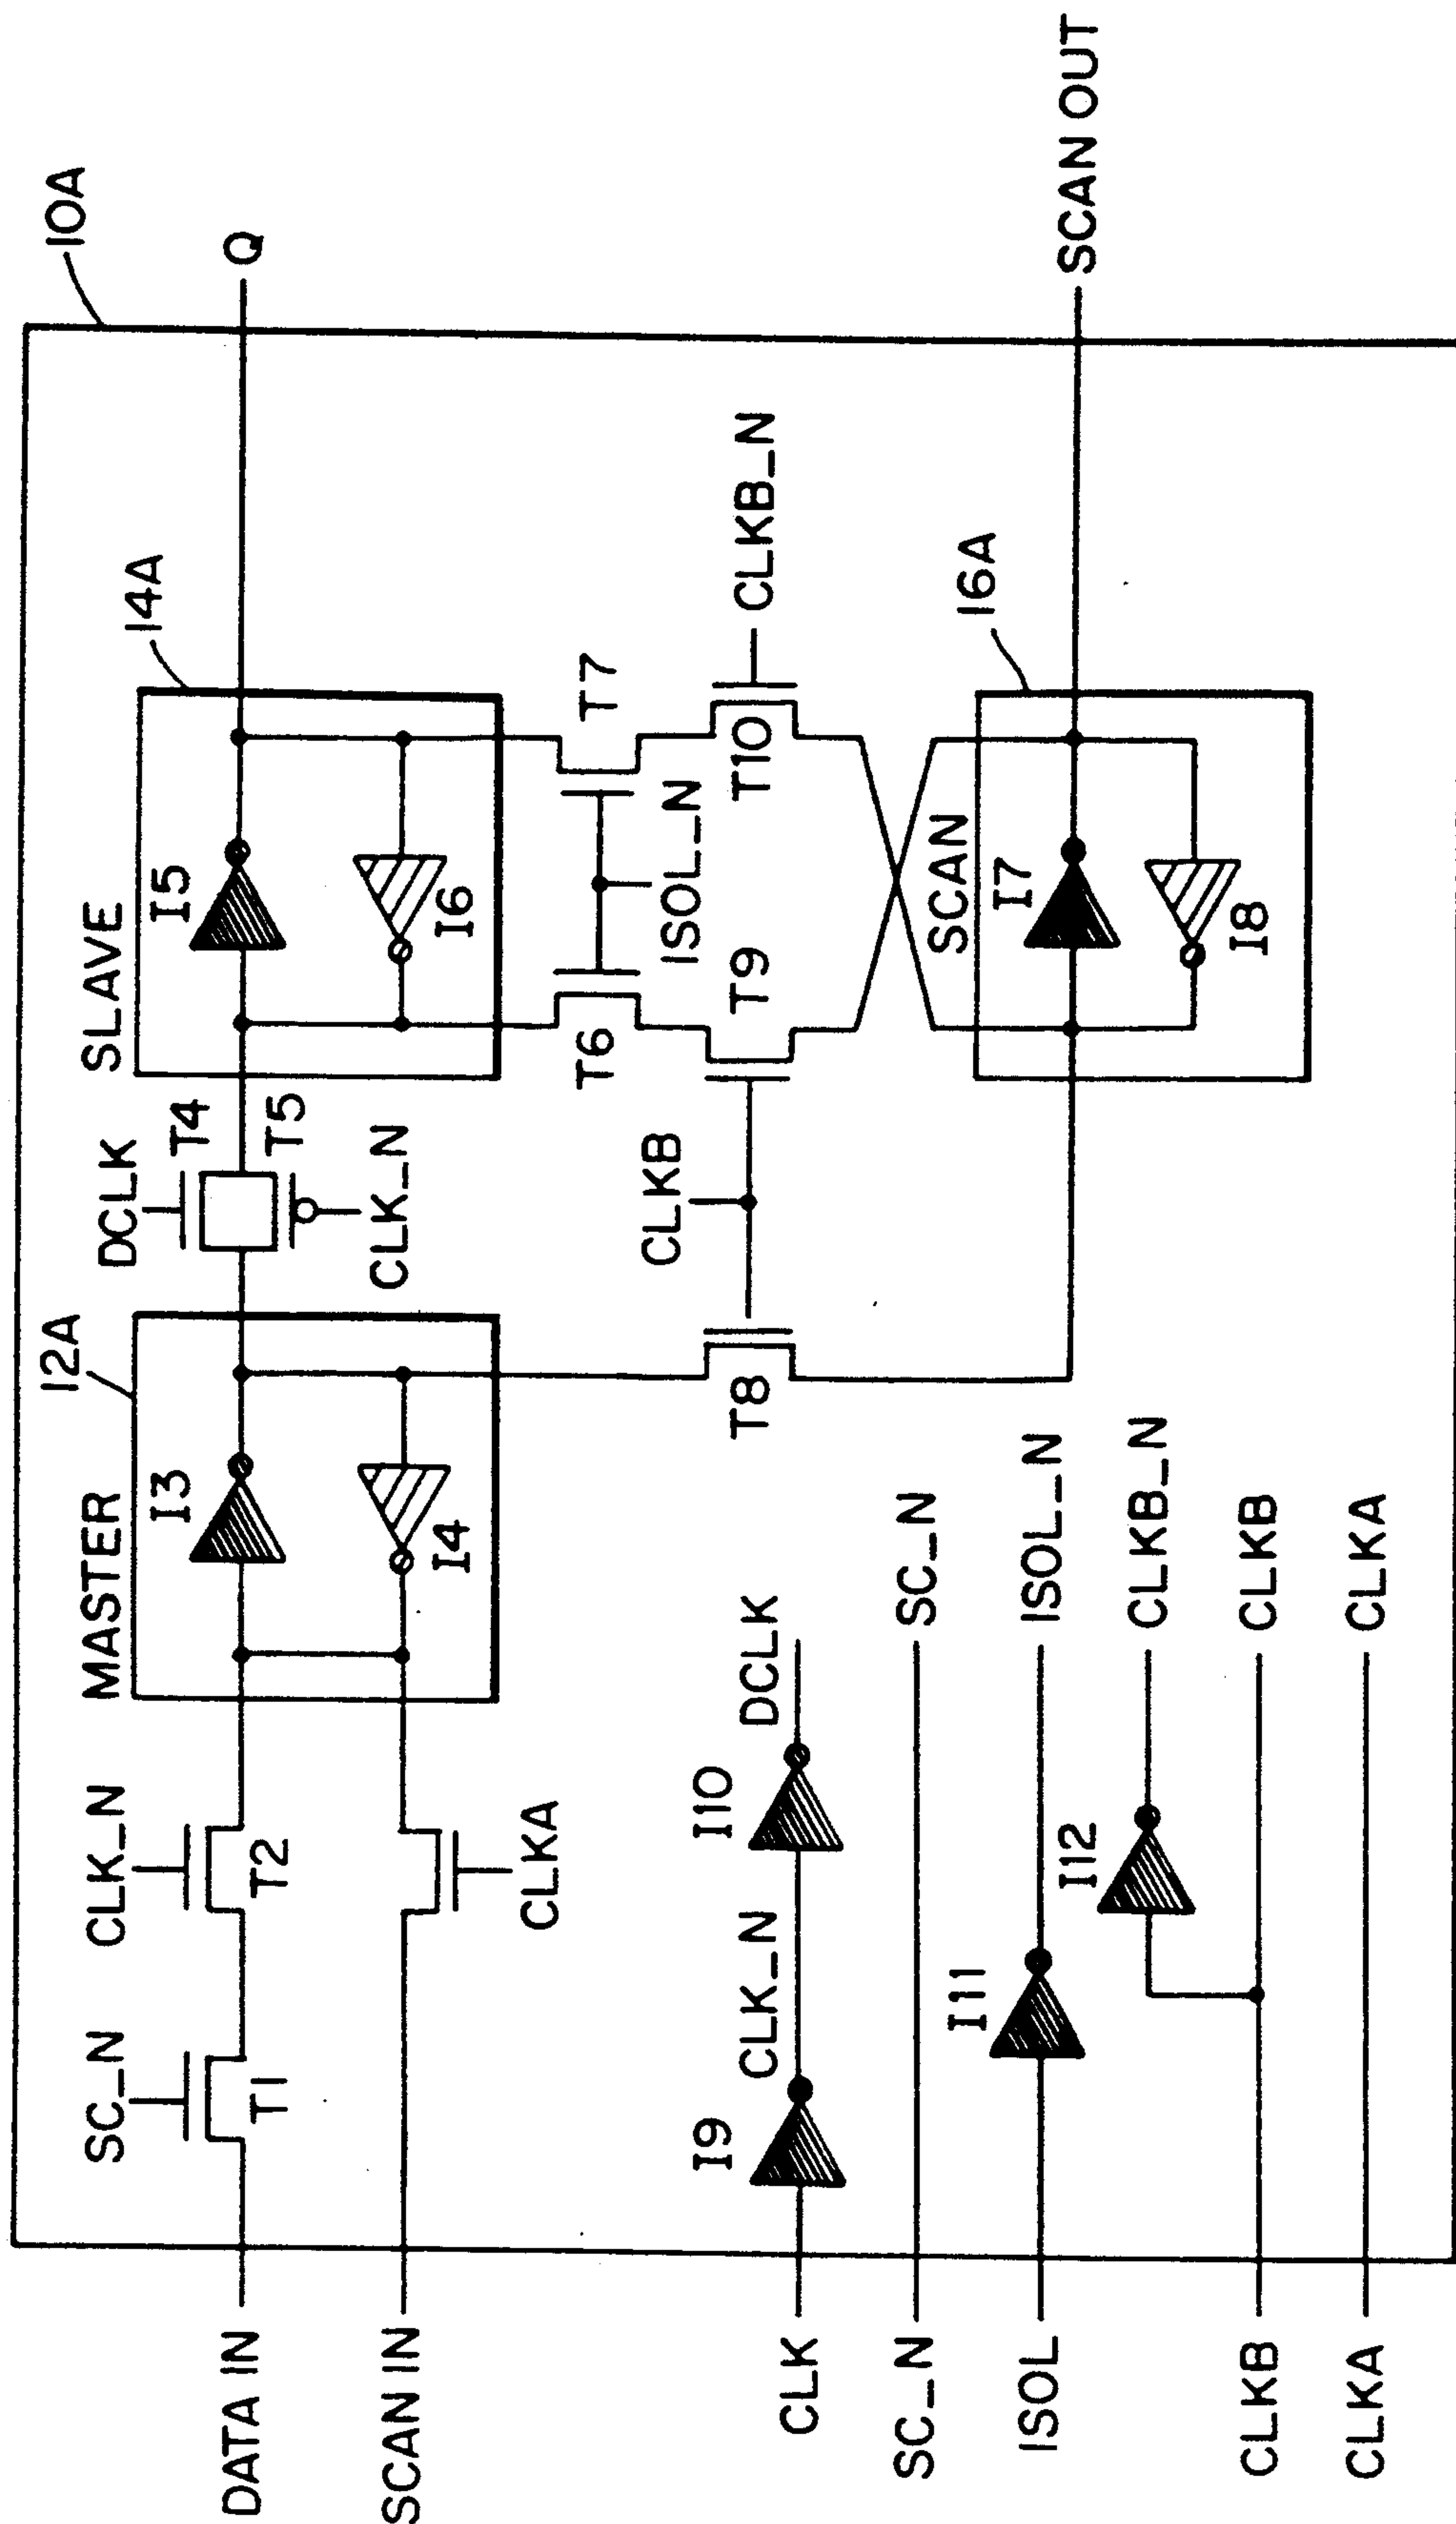 10A
12A
14A
MASTER
SLAVE
SC_N
CLK_N
DCLK
I3
T4
I5
Q
DATA IN
T1
T2
T5
SCAN IN
CLKA
I4
CLK_N
I6
T6
T7
ISOL_N
CLKB
T8
T9
T10
CLKB_N
SCAN
16A
I7
SCAN OUT
I8
CLK
I9
CLK_N
I10
DCLK
SC_N
SC_N
ISOL
I11
ISOL_N
I12
CLKB_N
CLKB
CLKB
CLKA
CLKA